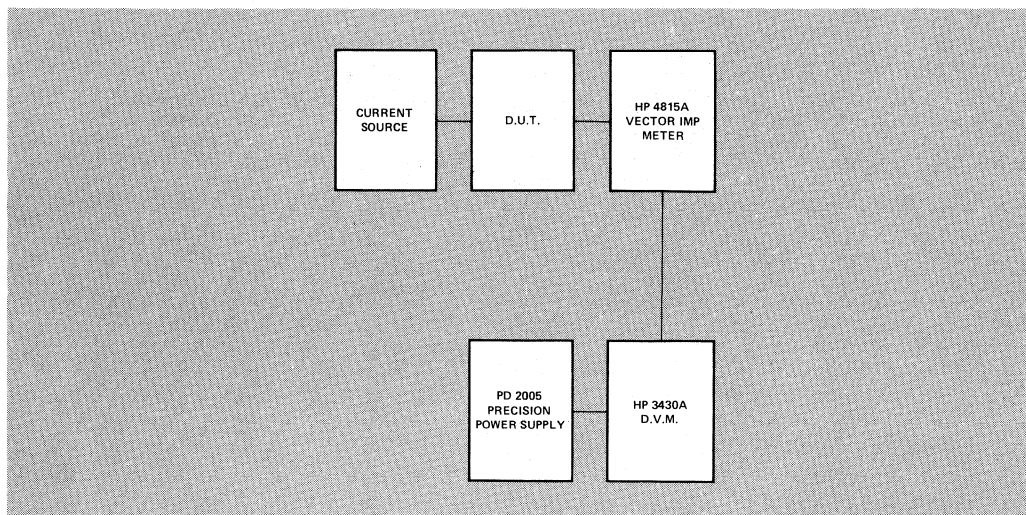 CURRENT
SOURCE
D.U.T.
HP 4815A
VECTOR IMP
METER
PD 2005
PRECISION
POWER SUPPLY
HP 3430A
D.V.M.